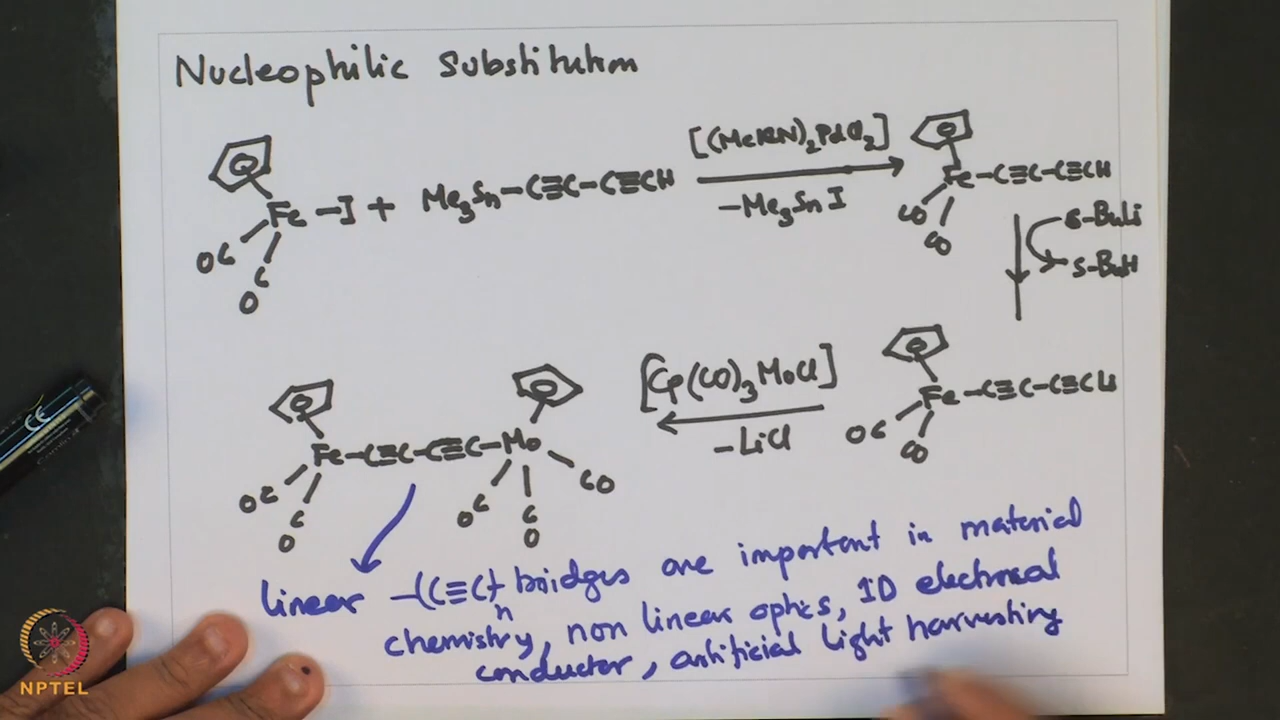 Nucleophilic Substitution
Fe-I + Me3Sn-C≡C-C≡CH
[(MeCN)2PdCl2]
-Me3SnI
Fe-C≡C-C≡CH
OC
C
O
CO
CO
s-BuLi
s-BuH
Fe-C≡C-C≡CLi
OC
CO
[Cp(CO)3MoCl]
-LiCl
Fe-C≡C-C≡C-Mo
OC
C
O
OC
C
O
CO
linear -(C≡C)n bridges are important in material
chemistry, non linear optics, 1D electrical
conductor, artificial light harvesting
NPTEL